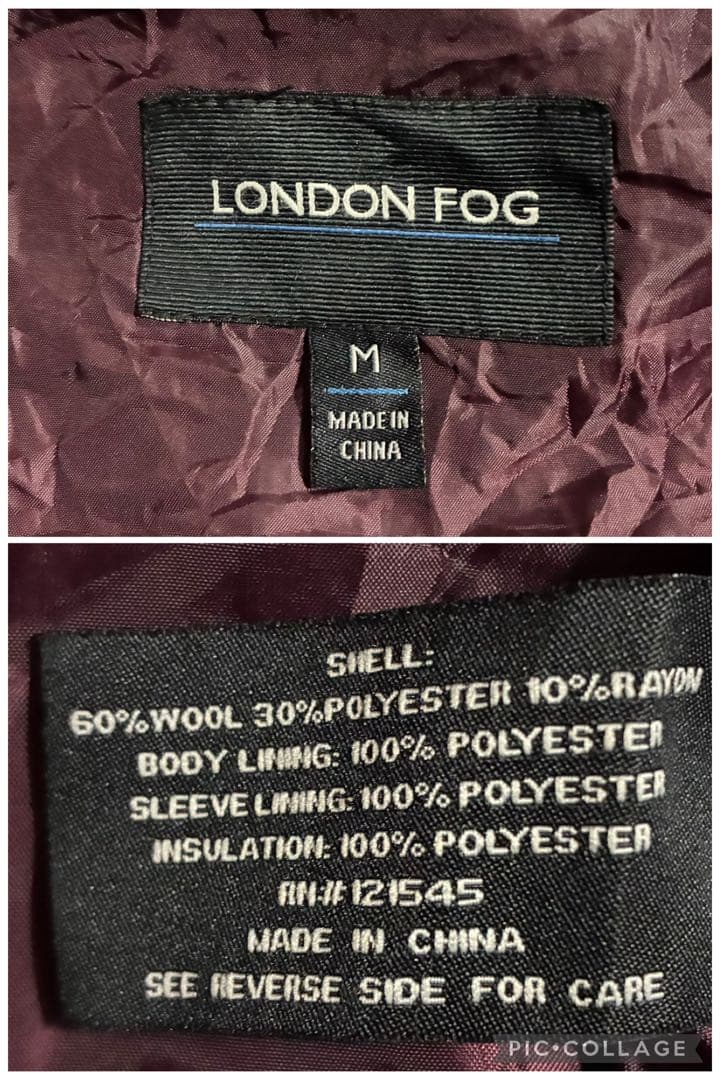 LONDON FOG
M
MADE IN
CHINA
SHELL:
60%WOOL 30%POLYESTER 10%RAYON
BODY LINING: 100% POLYESTER
SLEEVE LINING: 100% POLYESTER
INSULATION: 100% POLYESTER
RN# 121545
MADE IN CHINA
SEE REVERSE SIDE FOR CARE
PIC•COLLAGE